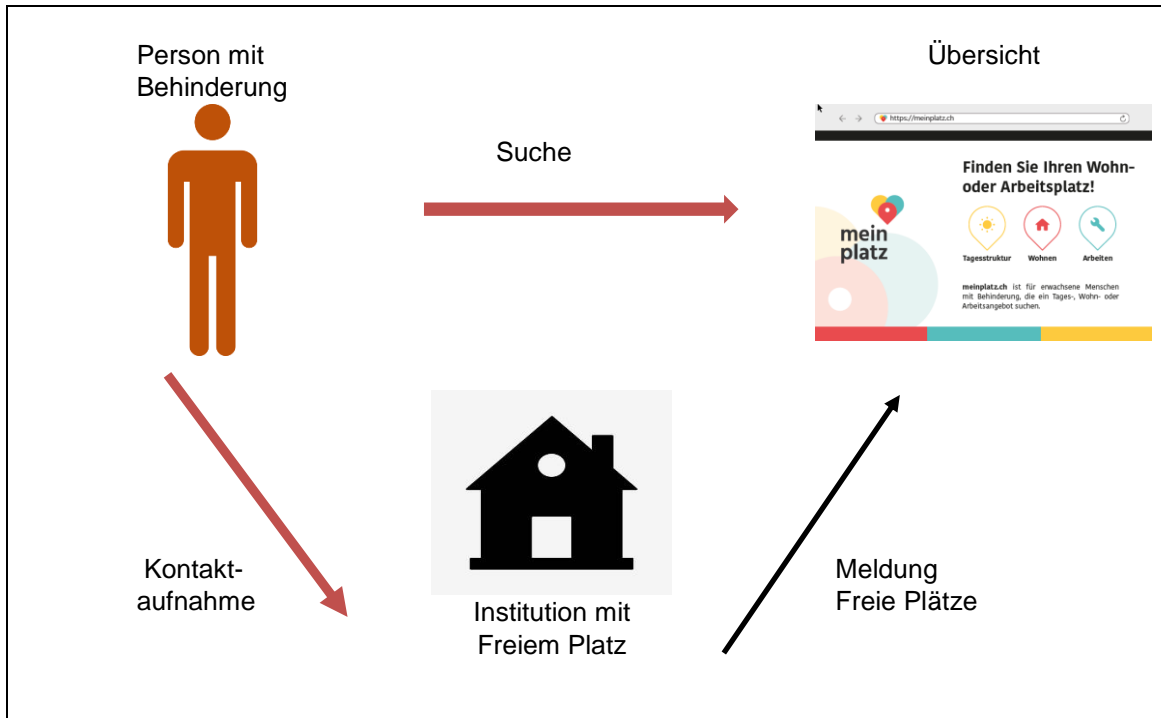 Person mit
Behinderung
Übersicht
Suche
https://meinplatz.ch
Finden Sie Ihren Wohn-
oder Arbeitsplatz!
mein
platz
Tagesstruktur
Wohnen
Arbeiten
meinplatz.ch ist für erwachsene Menschen
mit Behinderung, die ein Tages-, Wohn- oder
Arbeitsangebot suchen.
Kontakt-
aufnahme
Institution mit
Freiem Platz
Meldung
Freie Plätze